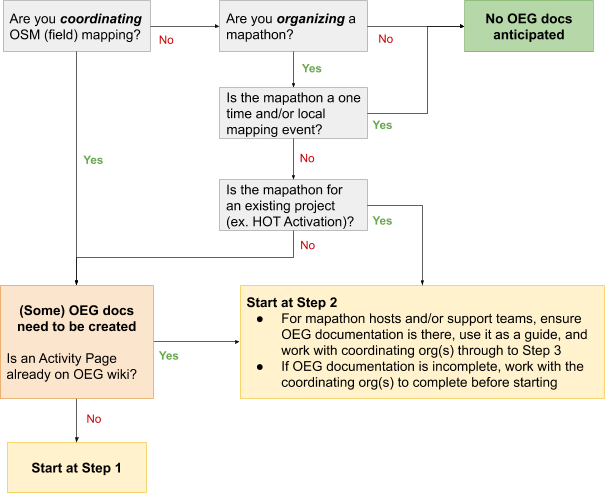 Are you coordinating
OSM (field) mapping?
No
Are you organizing a
mapathon?
No
No OEG docs
anticipated
Yes
Is the mapathon a one
time and/or local
mapping event?
Yes
No
Yes
Is the mapathon for
an existing project
(ex. HOT Activation)?
Yes
No
(Some) OEG docs
need to be created
Is an Activity Page
already on OEG wiki?
Yes
Start at Step 2
● For mapathon hosts and/or support teams, ensure
OEG documentation is there, use it as a guide, and
work with coordinating org(s) through to Step 3
● If OEG documentation is incomplete, work with the
coordinating org(s) to complete before starting
No
Start at Step 1